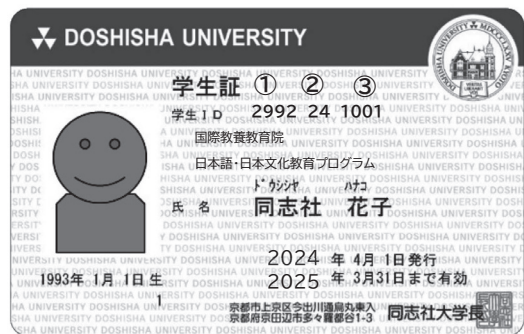 DOSHISHA UNIVERSITY
学生証 ① ② ③
学生ID 2992 24 1001
国際教養教育院
日本語・日本文化教育プログラム
ドウシシャ ハナコ
氏 名 同志社 花子
2024 年 4月 1日発行
1993年 1月 1日生
2025 年 3月31日まで有効
1
京都市上京区今出川通烏丸東入
京都府京田辺市多々羅都谷1-3
同志社大学長